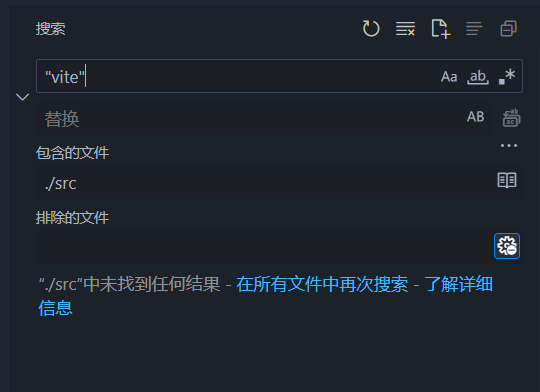 搜索
"vite"
Aa
ab
替换
AB
包含的文件
./src
排除的文件
"./src"中未找到任何结果 - 在所有文件中再次搜索 - 了解详细
信息